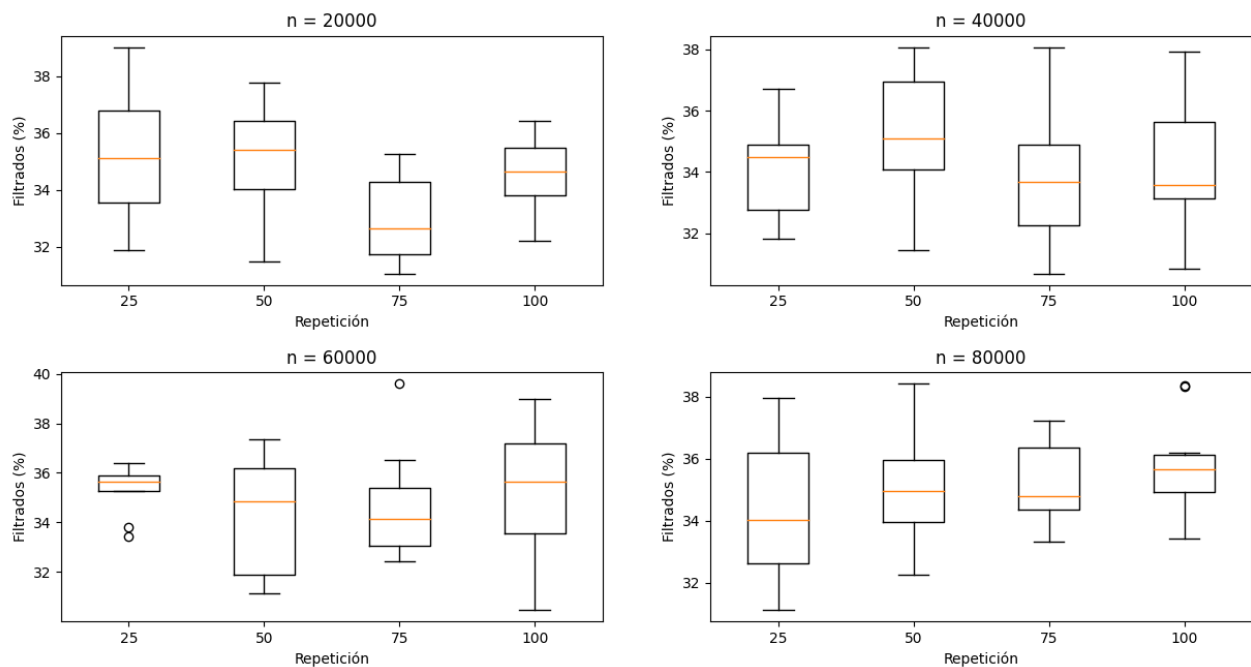 n = 20000
38
36
34
32
Filtrados (%)
25 50 75 100
Repetición
n = 40000
38
36
34
32
Filtrados (%)
25 50 75 100
Repetición
n = 60000
40
38
36
34
32
Filtrados (%)
25 50 75 100
Repetición
n = 80000
38
36
34
32
Filtrados (%)
25 50 75 100
Repetición